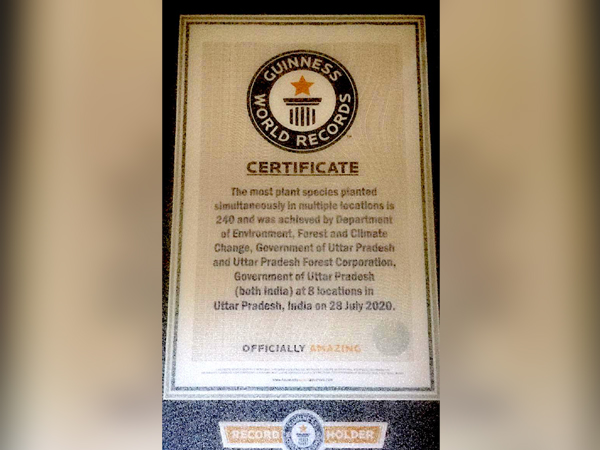 GUINNESS
WORLD RECORDS
CERTIFICATE
The most plant species planted
simultaneously in multiple locations is
240 and was achieved by Department
of Environment, Forest and Climate
Change, Government of Uttar Pradesh
and Uttar Pradesh Forest Corporation,
Government of Uttar Pradesh
(both India) at 8 locations in
Uttar Pradesh, India on 28 July 2020.
OFFICIALLY AMAZING
RECORD HOLDER